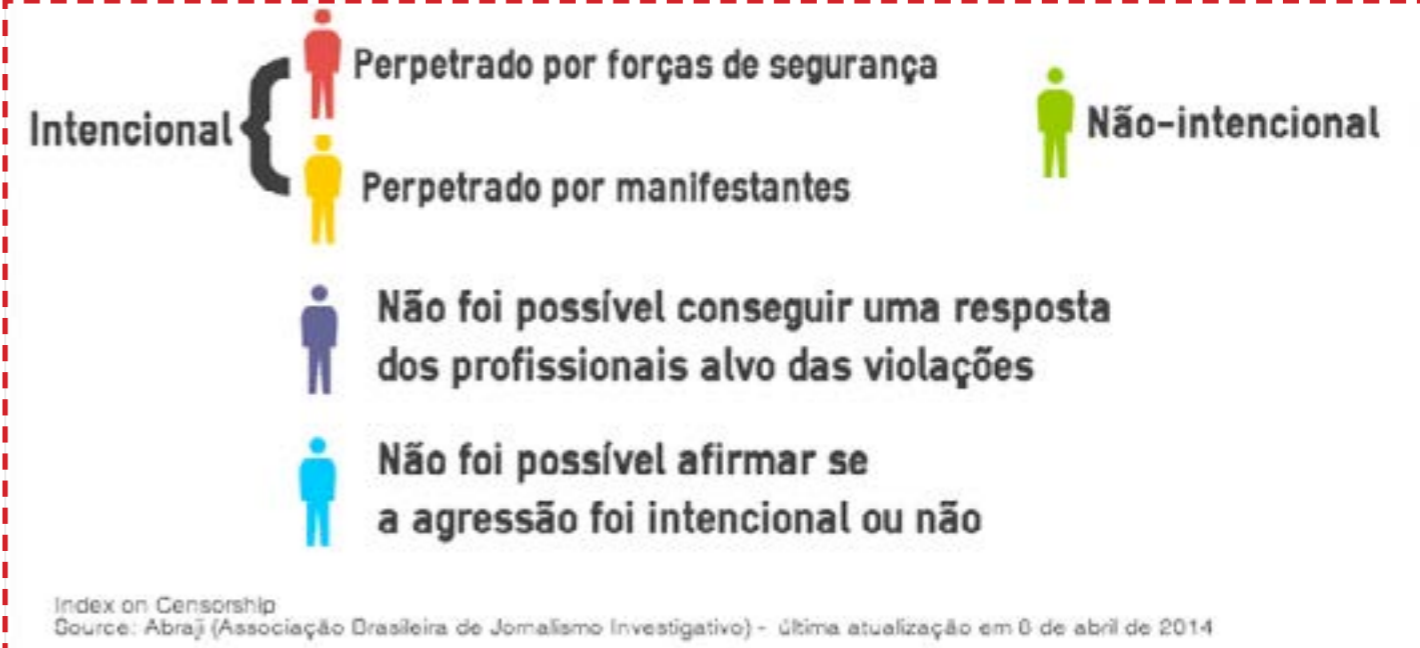 Perpetrado por forças de segurança
Intencional
Não-intencional
Perpetrado por manifestantes
Não foi possível conseguir uma resposta
dos profissionais alvo das violações
Não foi possível afirmar se
a agressão foi intencional ou não
Index on Censorship
Source: Abraji (Associação Brasileira de Jornalismo Investigativo) - última atualização em de abril de 2014